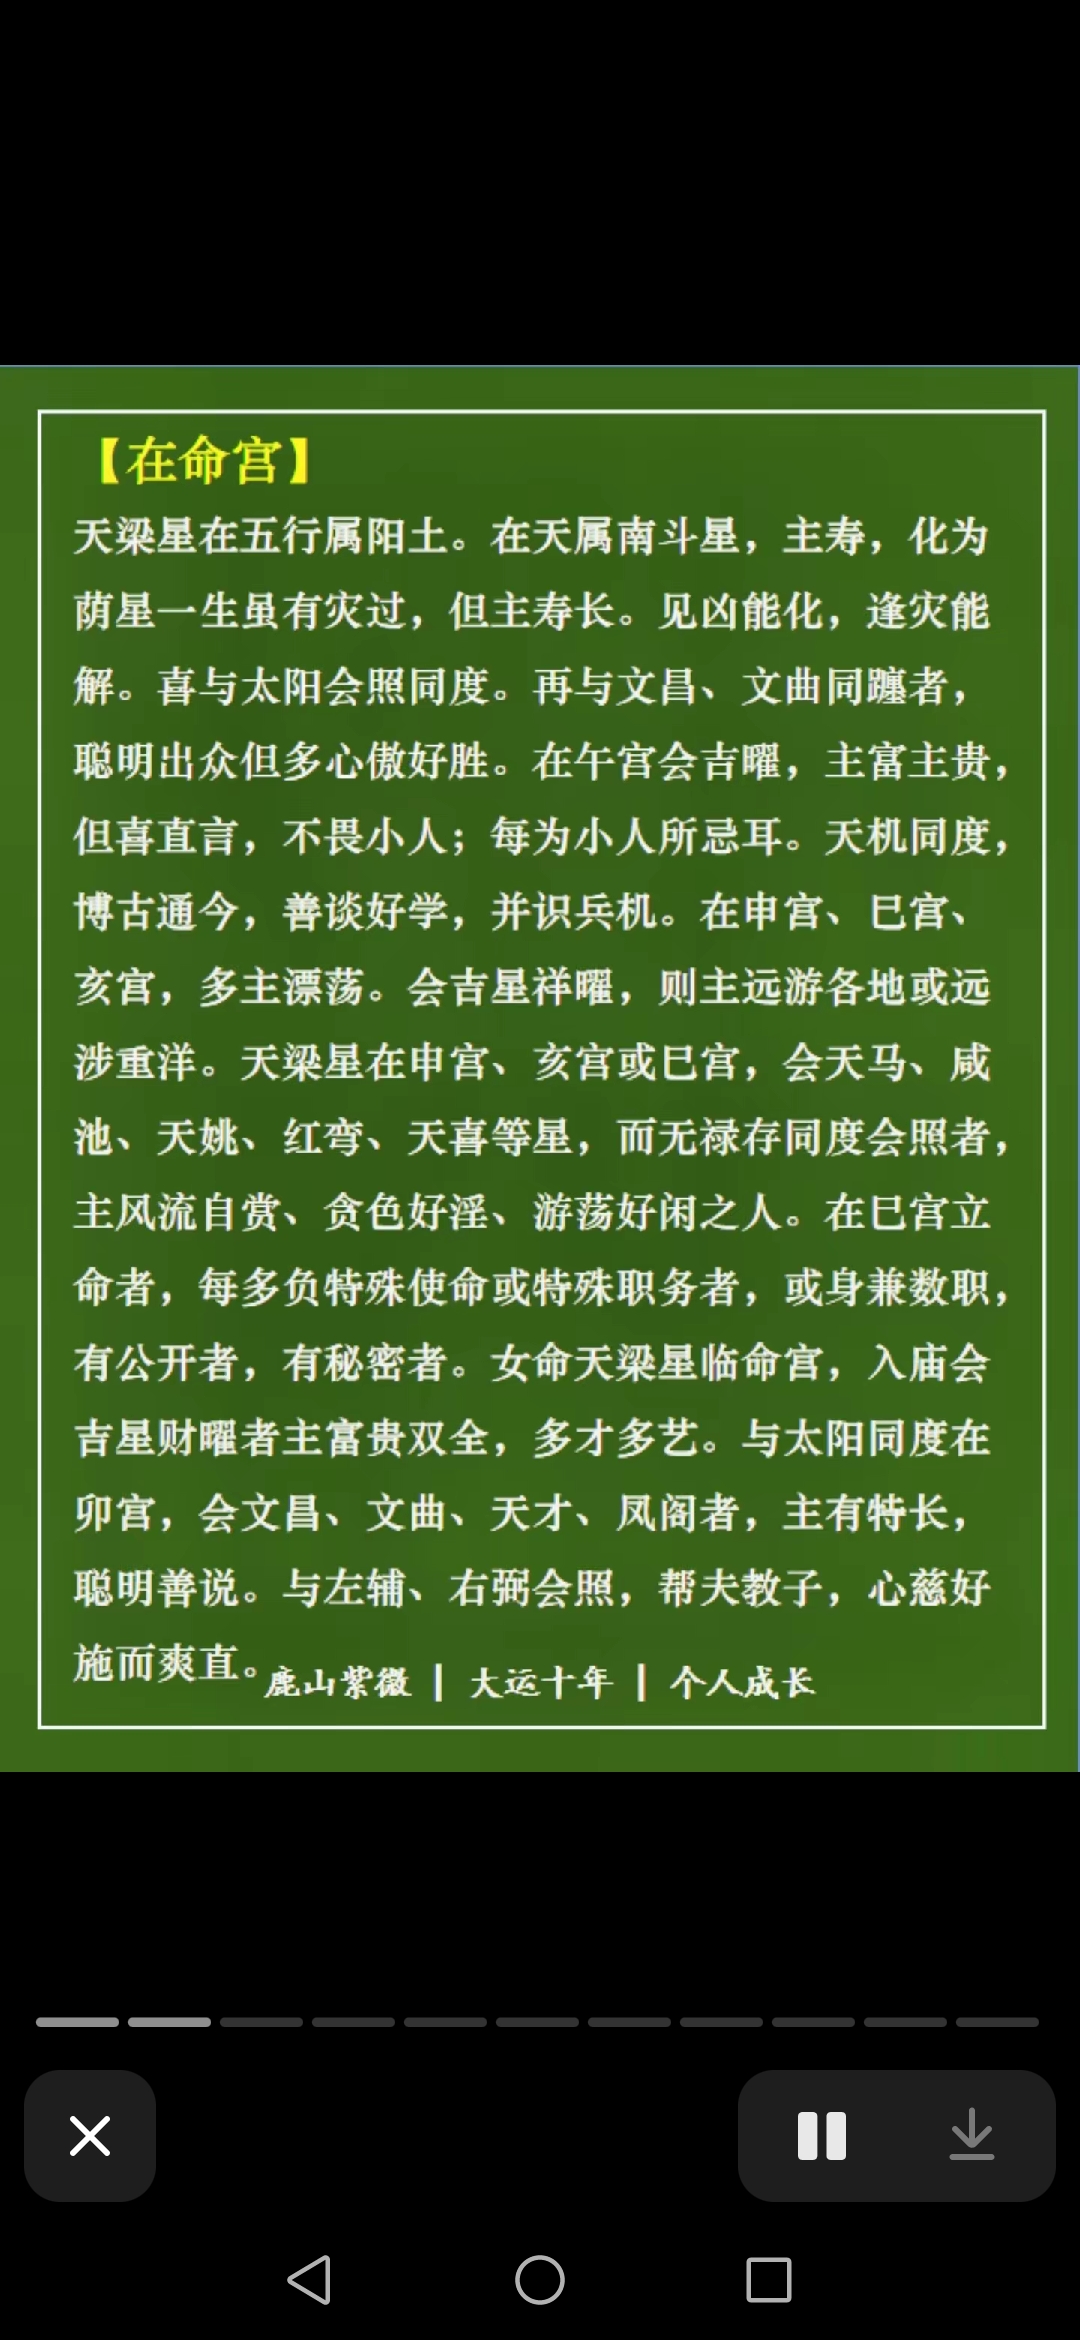 【在命宫】
天梁星在五行属阳土。在天属南斗星，主寿，化为
荫星一生虽有灾过，但主寿长。见凶能化，逢灾能
解。喜与太阳会照同度。再与文昌、文曲同躔者，
聪明出众但多心傲好胜。在午宫会吉曜，主富主贵，
但喜直言，不畏小人；每为小人所忌耳。天机同度，
博古通今，善谈好学，并识兵机。在申宫、巳宫、
亥宫，多主漂荡。会吉星祥曜，则主远游各地或远
涉重洋。天梁星在申宫、亥宫或巳宫，会天马、咸
池、天姚、红弯、天喜等星，而无禄存同度会照者，
主风流自赏、贪色好淫、游荡好闲之人。在巳宫立
命者，每多负特殊使命或特殊职务者，或身兼数职，
有公开者，有秘密者。女命天梁星临命宫，入庙会
吉星财曜者主富贵双全，多才多艺。与太阳同度在
卯宫，会文昌、文曲、天才、凤阁者，主有特长，
聪明善说。与左辅、右弼会照，帮夫教子，心慈好
施而爽直。
鹿山紫微 | 大运十年 | 个人成长